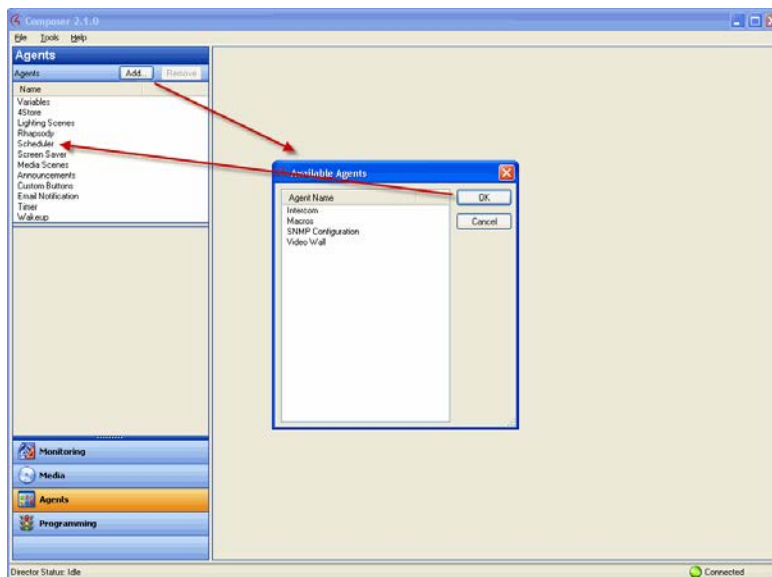 Composer 2.1.0
File Tools Help
Agents
Agents Add... Remove
Name
Variables
4Store
Lighting Scenes
Rhapsody
Scheduler
Screen Saver
Media Scenes
Announcements
Custom Buttons
Email Notification
Timer
Wakeup
Available Agents
Agent Name
Intercom
Macros
SNMP Configuration
Video Wall
OK
Cancel
Monitoring
Media
Agents
Programming
Director Status: Idle
Connected